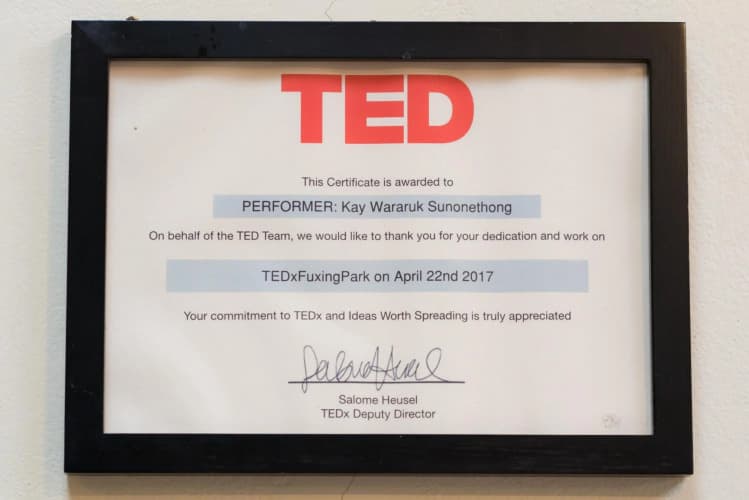 TED
This Certificate is awarded to
PERFORMER: Kay Wararuk Sunonethong
On behalf of the TED Team, we would like to thank you for your dedication and work on
TEDxFuxingPark on April 22nd 2017
Your commitment to TEDx and Ideas Worth Spreading is truly appreciated
Salome Heusel
Salome Heusel
TEDx Deputy Director